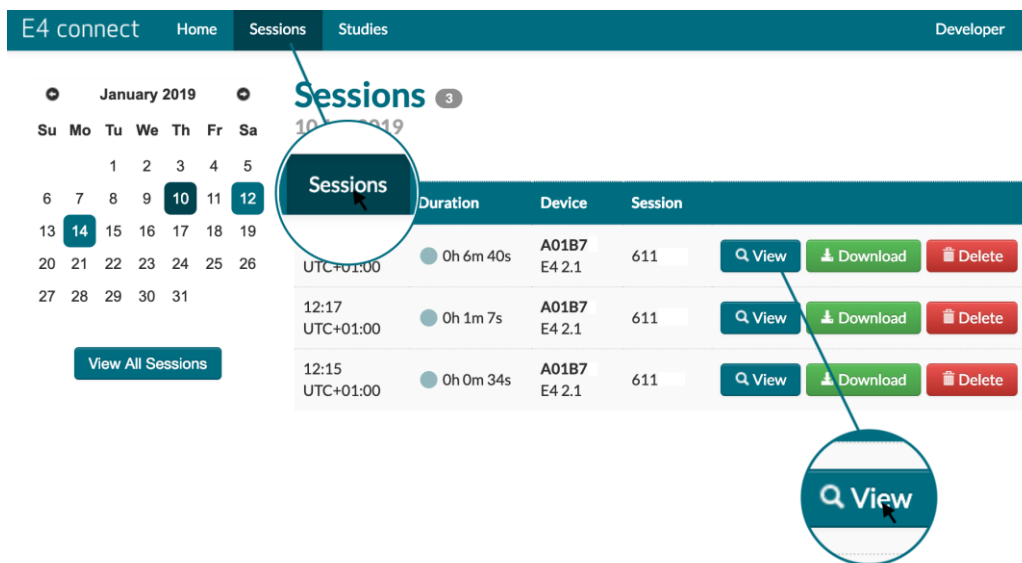 E4 connect Home Sessions Studies Developer
January 2019
Su Mo Tu We Th Fr Sa
1 2 3 4 5
6 7 8 9 10 11 12
13 14 15 16 17 18 19
20 21 22 23 24 25 26
27 28 29 30 31
View All Sessions
Sessions 3
10 2019
Sessions
Duration Device Session
UTC+01:00 0h 6m 40s A01B7 E4 2.1 611 View Download Delete
12:17 UTC+01:00 0h 1m 7s A01B7 E4 2.1 611 View Download Delete
12:15 UTC+01:00 0h 0m 34s A01B7 E4 2.1 611 View Download Delete
View